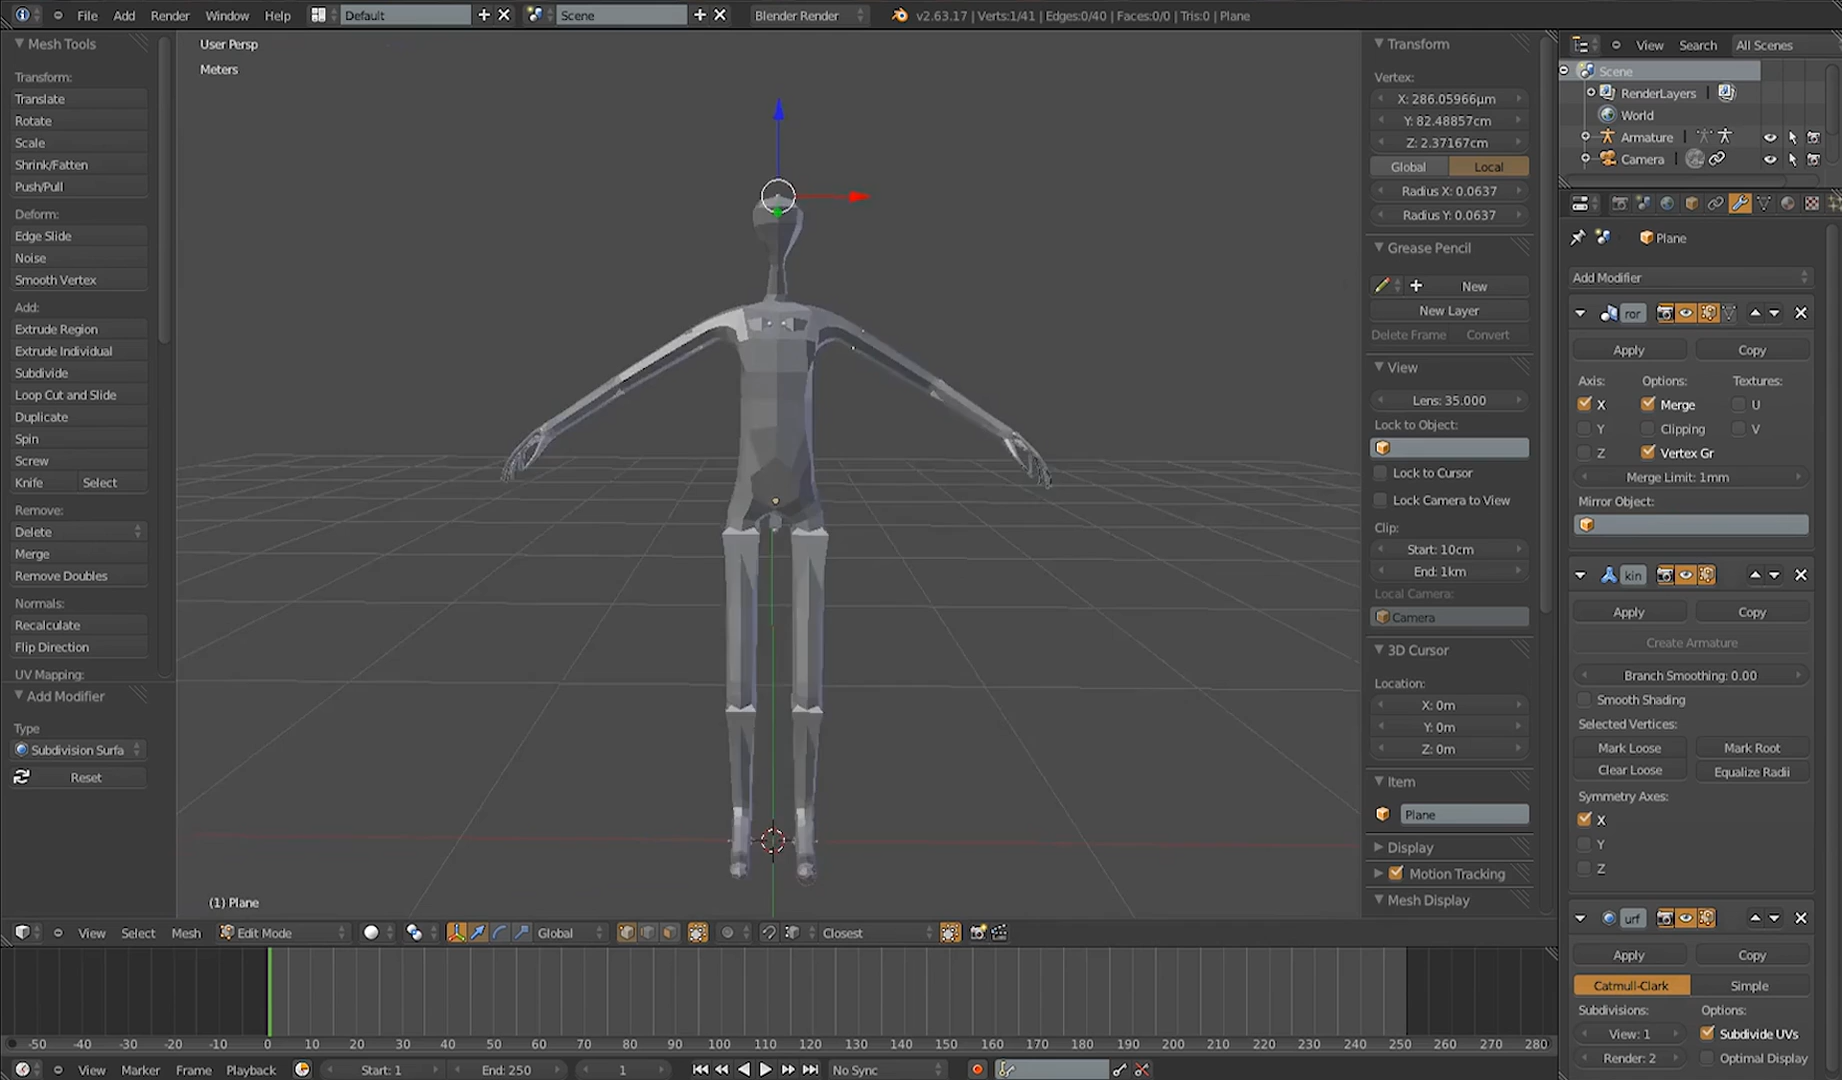 File Add Render Window Help Default Scene Blender Render v2.63.17 | Verts:1/41 | Edges:0/40 | Faces:0/0 | Tris:0 | Plane
Mesh Tools
Transform:
Translate
Rotate
Scale
Shrink/Fatten
Push/Pull
Deform:
Edge Slide
Noise
Smooth Vertex
Add:
Extrude Region
Extrude Individual
Subdivide
Loop Cut and Slide
Duplicate
Spin
Screw
Knife Select
Remove:
Delete
Merge
Remove Doubles
Normals:
Recalculate
Flip Direction
UV Mapping:
Add Modifier
Type
Subdivision Surfa
Reset
User Persp
Meters
(1) Plane
Transform
Vertex:
X: 286.05966µm
Y: 82.48857cm
Z: 2.37167cm
Global Local
Radius X: 0.0637
Radius Y: 0.0637
Grease Pencil
New
New Layer
Delete Frame Convert
View
Lens: 35.000
Lock to Object:
Lock to Cursor
Lock Camera to View
Clip:
Start: 10cm
End: 1km
Local Camera:
Camera
3D Cursor
Location:
X: 0m
Y: 0m
Z: 0m
Item
Plane
Display
Motion Tracking
Mesh Display
View Search All Scenes
Scene
RenderLayers
World
Armature
Camera
Plane
Add Modifier
ror
Apply Copy
Axis: Options: Textures:
X Merge U
Y Clipping V
Z Vertex Gr
Merge Limit: 1mm
Mirror Object:
kin
Apply Copy
Create Armature
Branch Smoothing: 0.00
Smooth Shading
Selected Vertices:
Mark Loose Mark Root
Clear Loose Equalize Radii
Symmetry Axes:
X
Y
Z
urf
Apply Copy
Catmull-Clark Simple
Subdivisions: Options:
View: 1 Subdivide UVs
Render: 2 Optimal Display
View Select Mesh Edit Mode Global Closest
-50 -40 -30 -20 -10 0 10 20 30 40 50 60 70 80 90 100 110 120 130 140 150 160 170 180 190 200 210 220 230 240 250 260 270 280
View Marker Frame Playback Start: 1 End: 250 1 No Sync